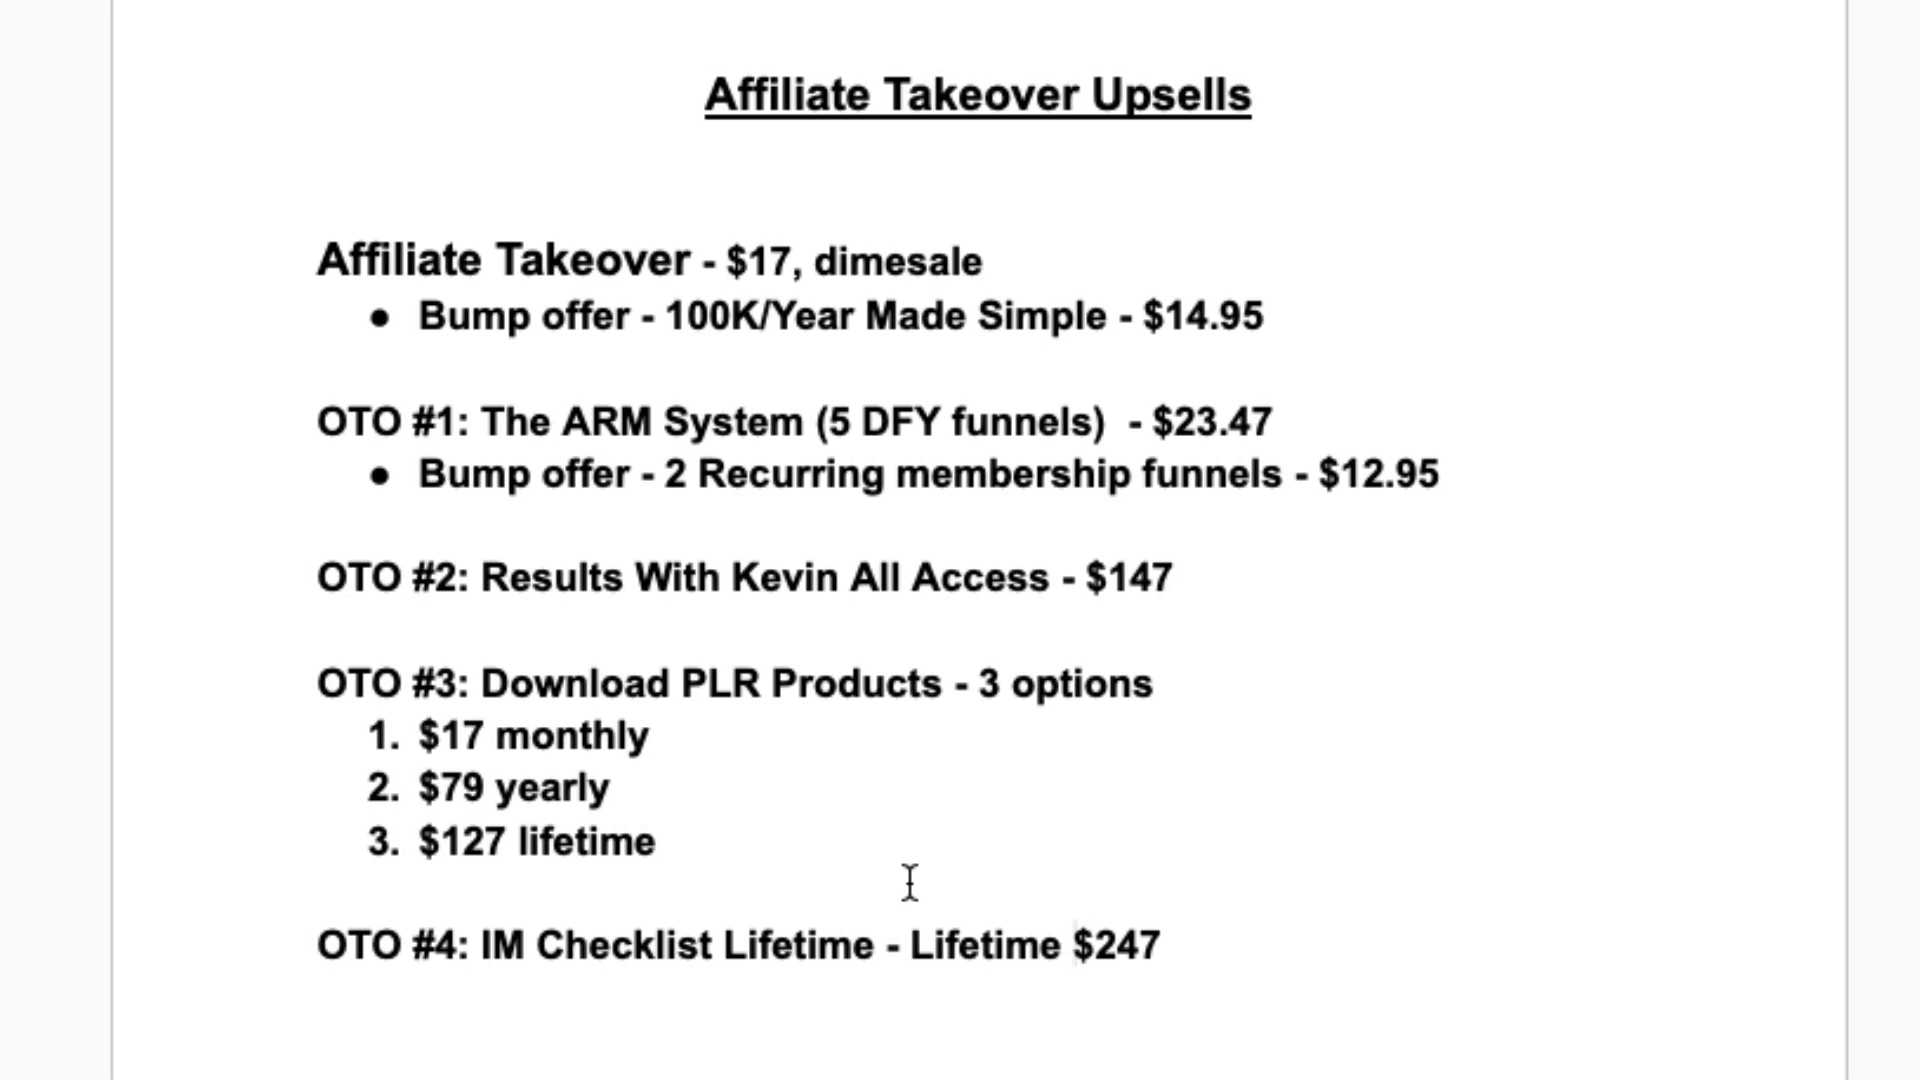 Affiliate Takeover Upsells
Affiliate Takeover - $17, dimesale
● Bump offer - 100K/Year Made Simple - $14.95
OTO #1: The ARM System (5 DFY funnels)  - $23.47
● Bump offer - 2 Recurring membership funnels - $12.95
OTO #2: Results With Kevin All Access - $147
OTO #3: Download PLR Products - 3 options
1. $17 monthly
2. $79 yearly
3. $127 lifetime
OTO #4: IM Checklist Lifetime - Lifetime $247